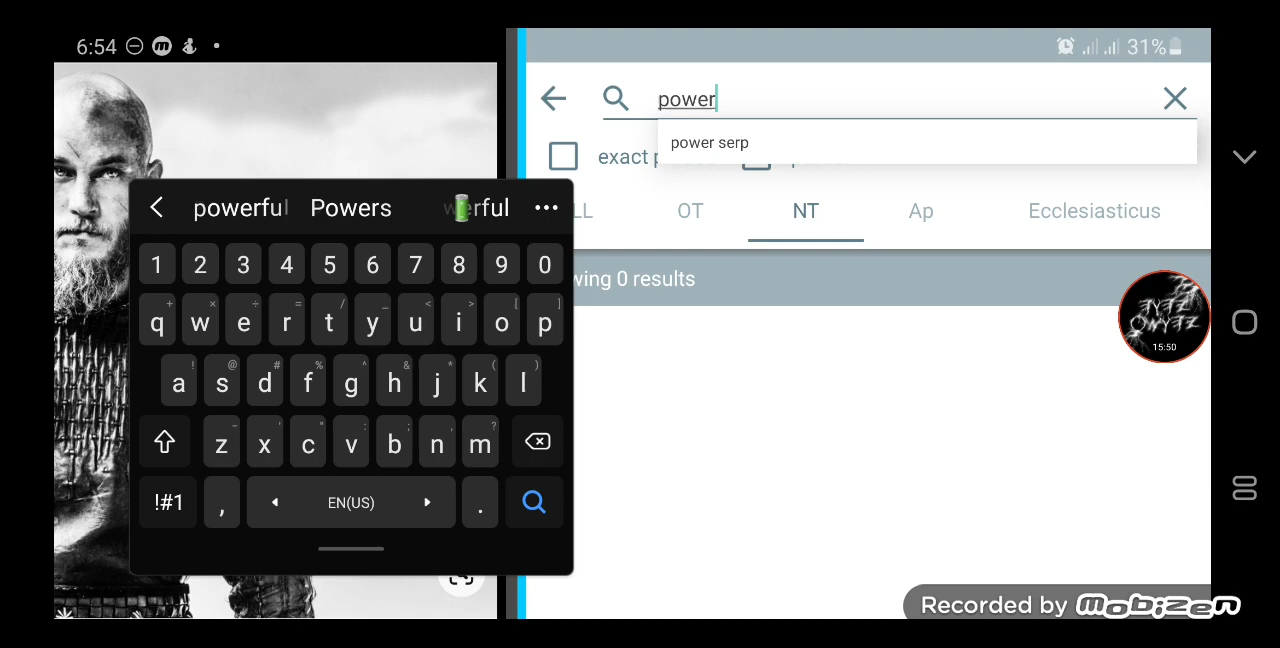 6:54
31%
power
power serp
exact p
LL OT NT Ap Ecclesiasticus
wing 0 results
powerful Powers werful
1 2 3 4 5 6 7 8 9 0
q w e r t y u i o p
a s d f g h j k l
z x c v b n m
!#1 , EN(US) .
15:50
Recorded by mobizen